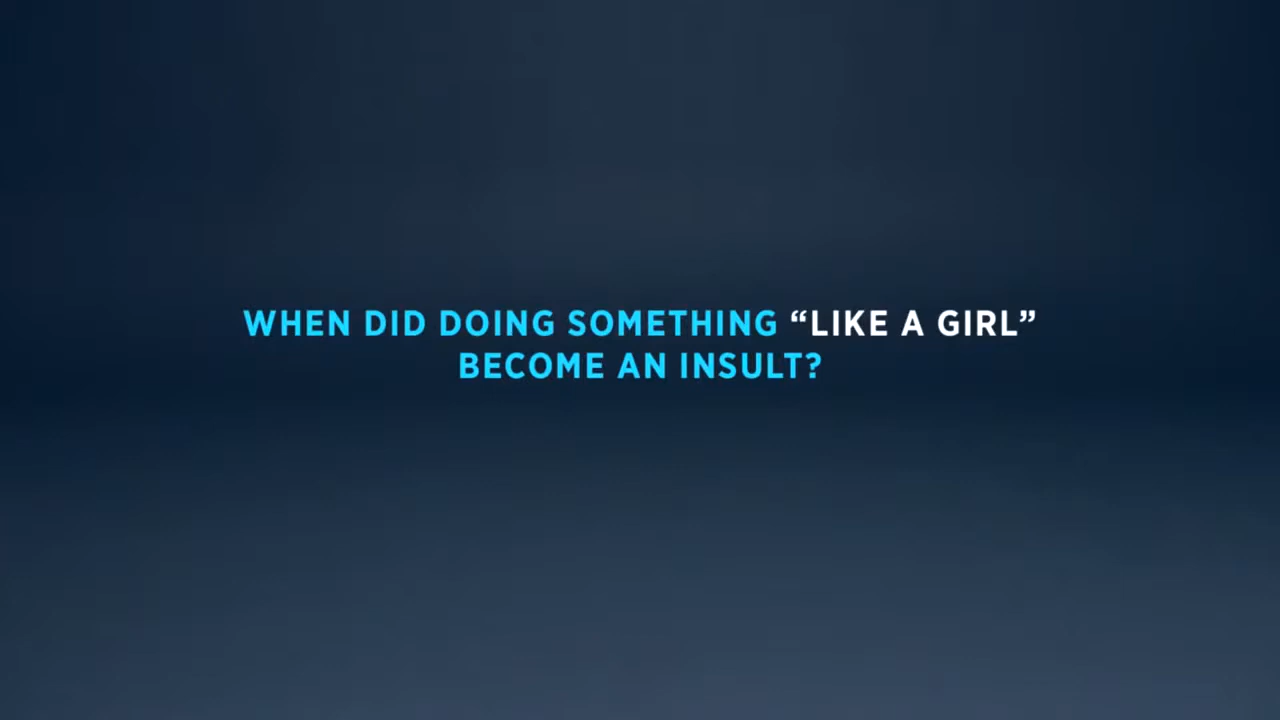 WHEN DID DOING SOMETHING “LIKE A GIRL”
BECOME AN INSULT?